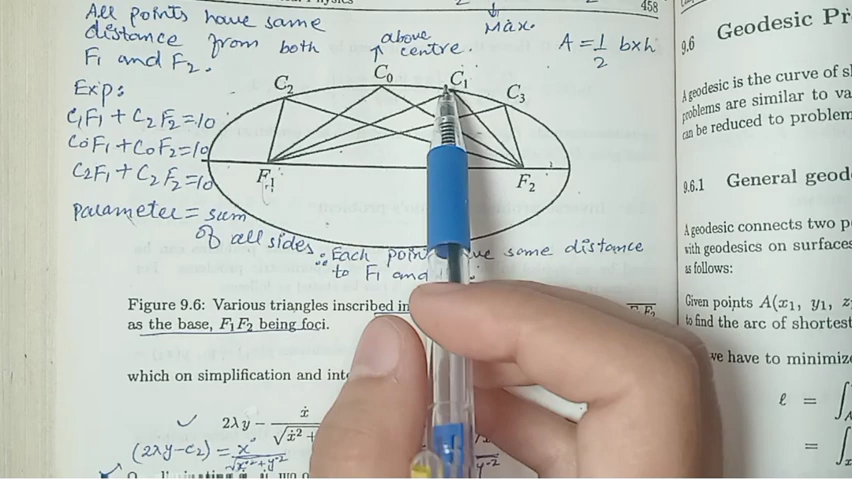 458
All points have same
distance from both
F1 and F2.
above
centre.
Max.
A = 1/2 b×h
Exp:
C1F1 + C2F2 = 10
C0F1 + C0F2 = 10
C2F1 + C2F2 = 10
C2
C0
C1
C3
F1
F2
Parameter = sum
of all sides
∴ Each point have same distance
to F1 and
Figure 9.6: Various triangles inscribed in
as the base, F1F2 being foci.
which on simplification and inte
2λy −
(2λy-c2) =
9.6 Geodesic Pr
A geodesic is the curve of s
problems are similar to va
can be reduced to problem
9.6.1 General geod
A geodesic connects two p
with geodesics on surfaces
as follows:
Given points A(x1, y1, z
to find the arc of shortest
we have to minimize
ℓ = ∫
= ∫